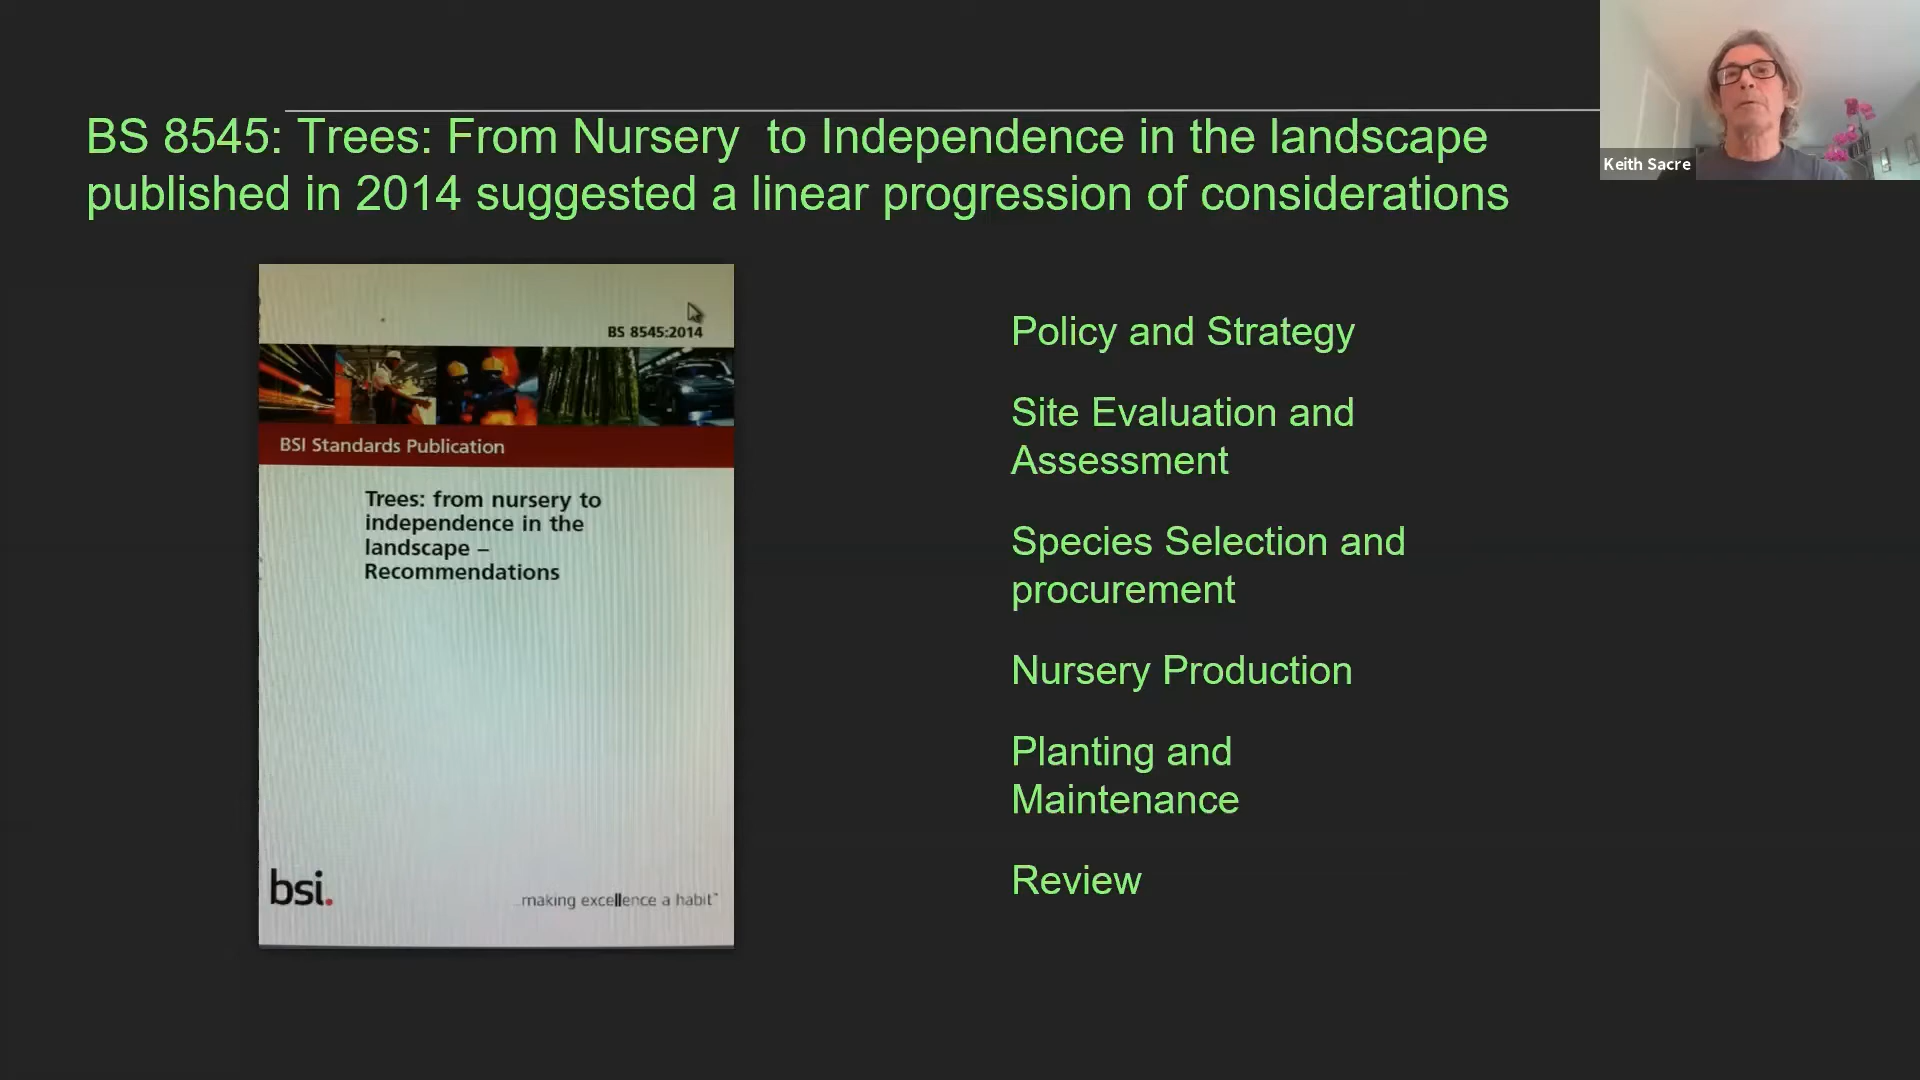 BS 8545: Trees: From Nursery to Independence in the landscape
published in 2014 suggested a linear progression of considerations
Keith Sacre
BS 8545:2014
BSI Standards Publication
Trees: from nursery to
independence in the
landscape –
Recommendations
bsi.
...making excellence a habit™
Policy and Strategy
Site Evaluation and
Assessment
Species Selection and
procurement
Nursery Production
Planting and
Maintenance
Review